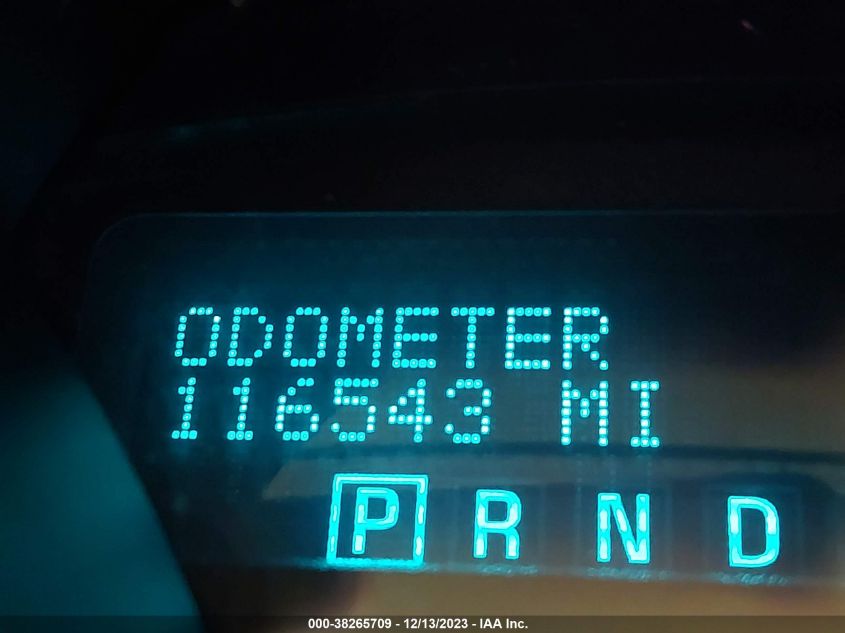 ODOMETER
116543 MI
P R N D
000-38265709 - 12/13/2023 - IAA Inc.